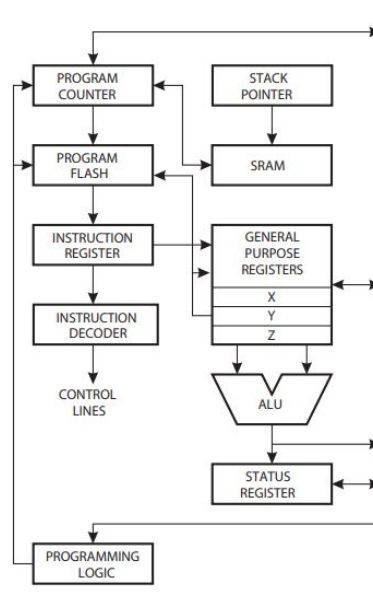 PROGRAM
COUNTER
STACK
POINTER
PROGRAM
FLASH
SRAM
INSTRUCTION
REGISTER
GENERAL
PURPOSE
REGISTERS
X
Y
Z
INSTRUCTION
DECODER
CONTROL
LINES
ALU
STATUS
REGISTER
PROGRAMMING
LOGIC